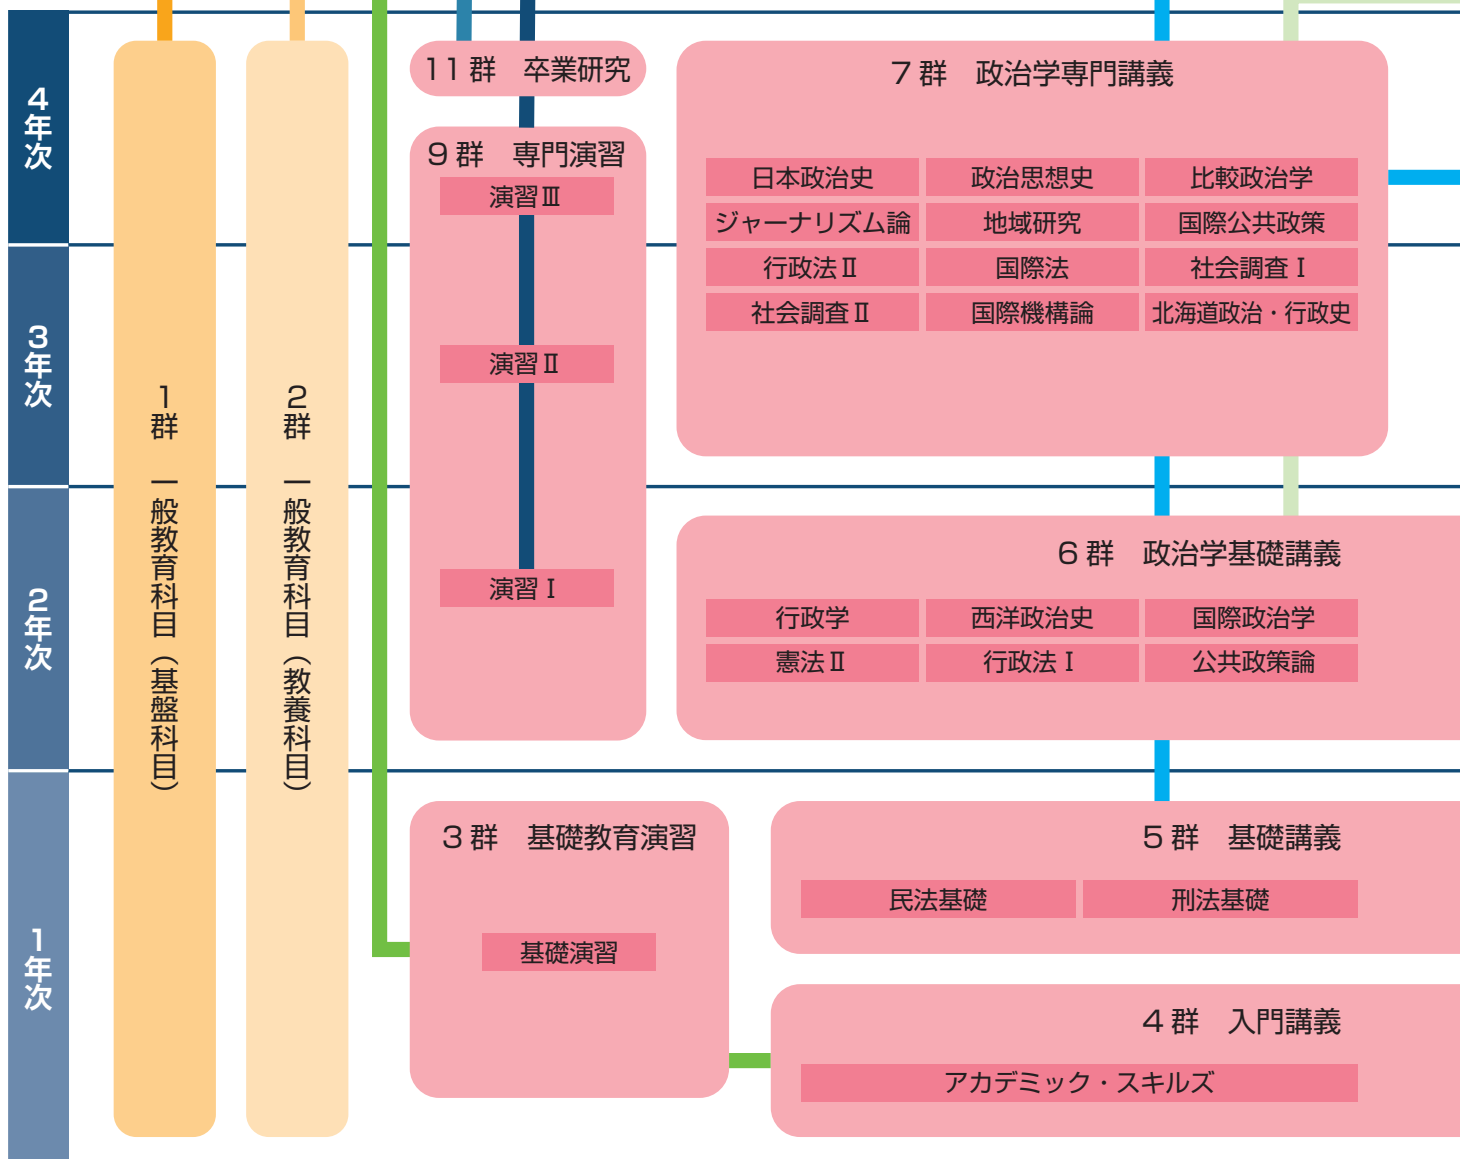 4年次
3年次
2年次
1年次
1群　一般教育科目（基盤科目）
2群　一般教育科目（教養科目）
11群　卒業研究
9群　専門演習
演習Ⅲ
演習Ⅱ
演習Ⅰ
7群　政治学専門講義
日本政治史　政治思想史　比較政治学
ジャーナリズム論　地域研究　国際公共政策
行政法Ⅱ　国際法　社会調査Ⅰ
社会調査Ⅱ　国際機構論　北海道政治・行政史
6群　政治学基礎講義
行政学　西洋政治史　国際政治学
憲法Ⅱ　行政法Ⅰ　公共政策論
3群　基礎教育演習
基礎演習
5群　基礎講義
民法基礎　刑法基礎
4群　入門講義
アカデミック・スキルズ